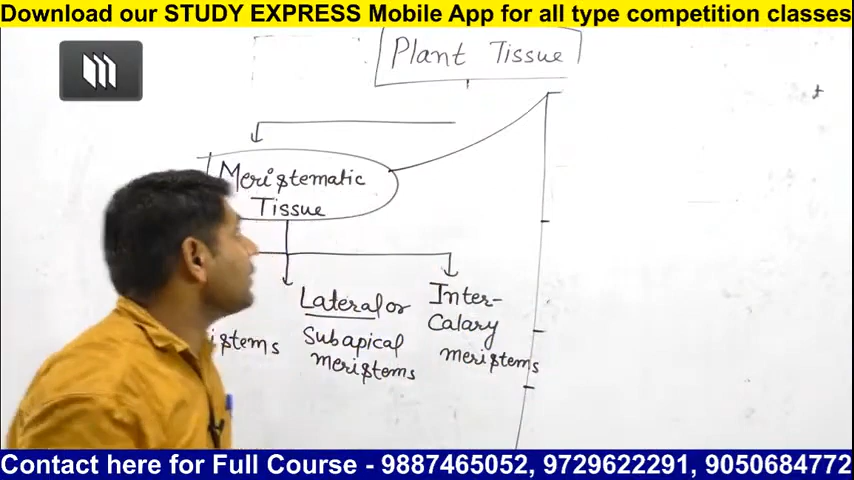 Download our STUDY EXPRESS Mobile App for all type competition classes
Plant Tissue
Meristematic
Tissue
Lateral or
Subapical
meristems
Inter-
Calary
meristems
istems
Contact here for Full Course - 9887465052, 9729622291, 9050684772